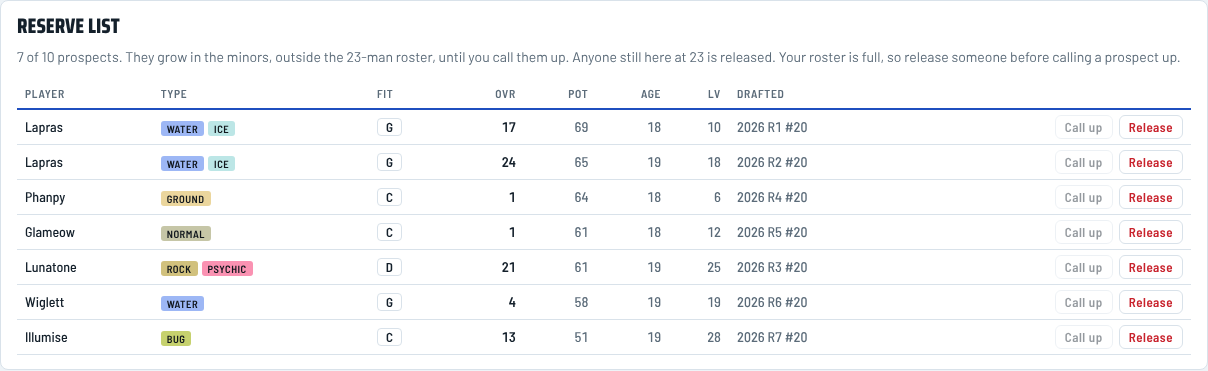 RESERVE LIST
7 of 10 prospects. They grow in the minors, outside the 23-man roster, until you call them up. Anyone still here at 23 is released. Your roster is full, so release someone before calling a prospect up.
PLAYER TYPE FIT OVR POT AGE LV DRAFTED
Lapras WATER ICE G 17 69 18 10 2026 R1 #20 Call up Release
Lapras WATER ICE G 24 65 19 18 2026 R2 #20 Call up Release
Phanpy GROUND C 1 64 18 6 2026 R4 #20 Call up Release
Glameow NORMAL C 1 61 18 12 2026 R5 #20 Call up Release
Lunatone ROCK PSYCHIC D 21 61 19 25 2026 R3 #20 Call up Release
Wiglett WATER G 4 58 19 19 2026 R6 #20 Call up Release
Illumise BUG C 13 51 19 28 2026 R7 #20 Call up Release